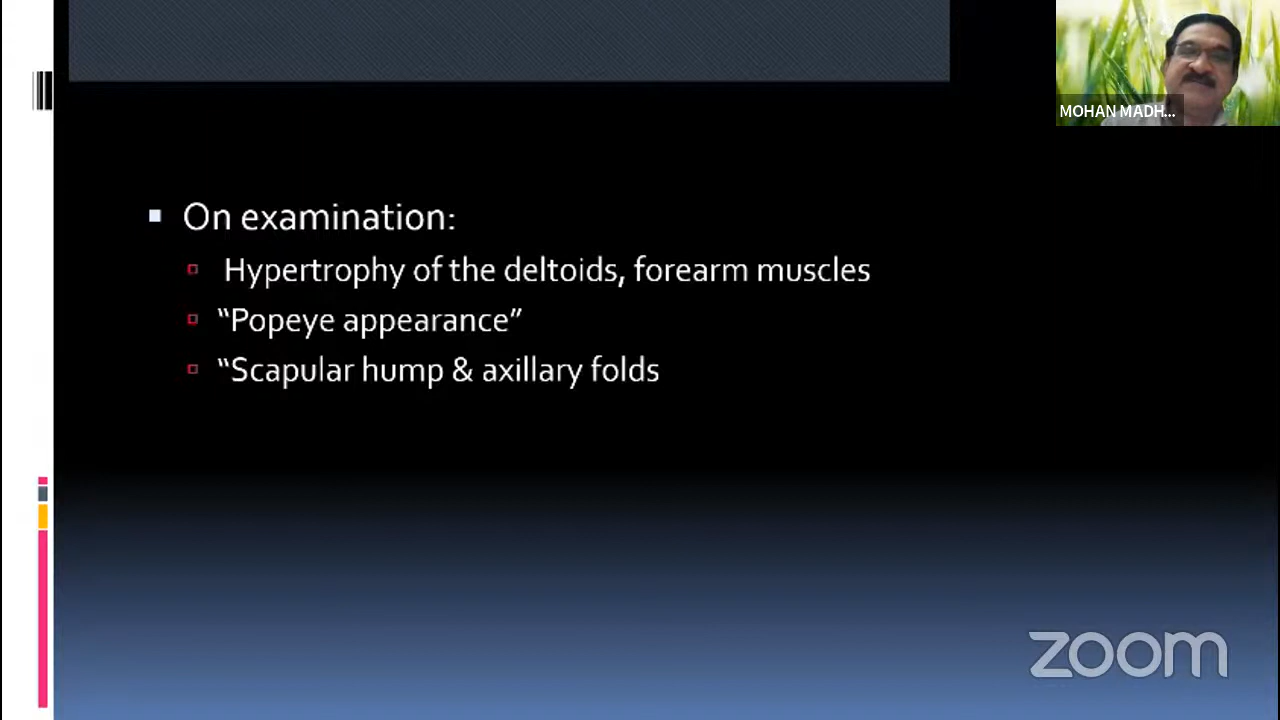 MOHAN MADH...
On examination:
Hypertrophy of the deltoids, forearm muscles
“Popeye appearance”
“Scapular hump & axillary folds
zoom